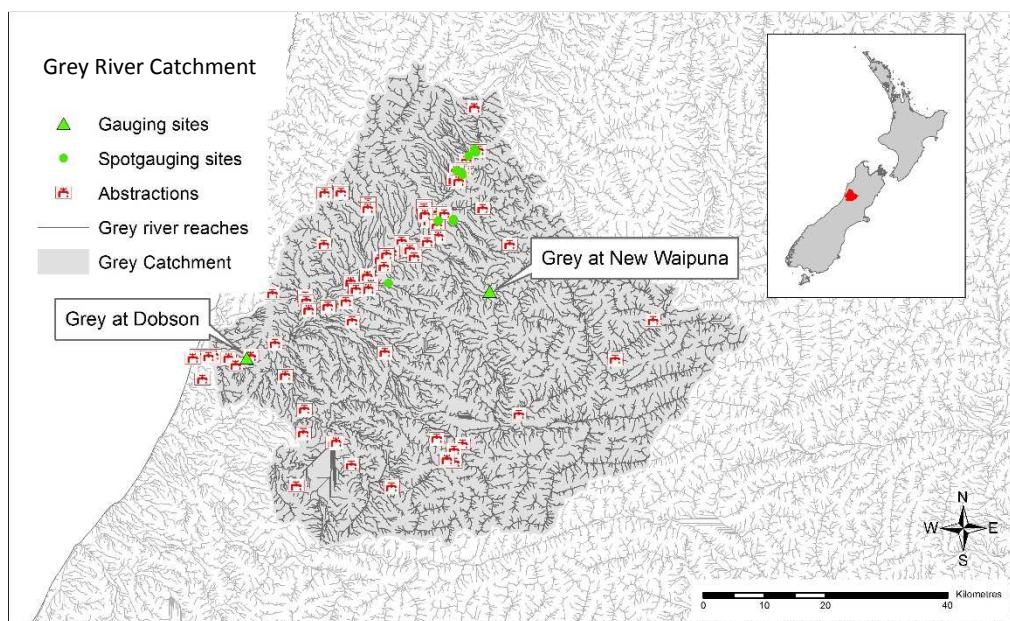 Grey River Catchment
Gauging sites
Spotgauging sites
Abstractions
Grey river reaches
Grey Catchment
Grey at New Waipuna
Grey at Dobson
N
W
E
S
Kilometres
0
10
20
40